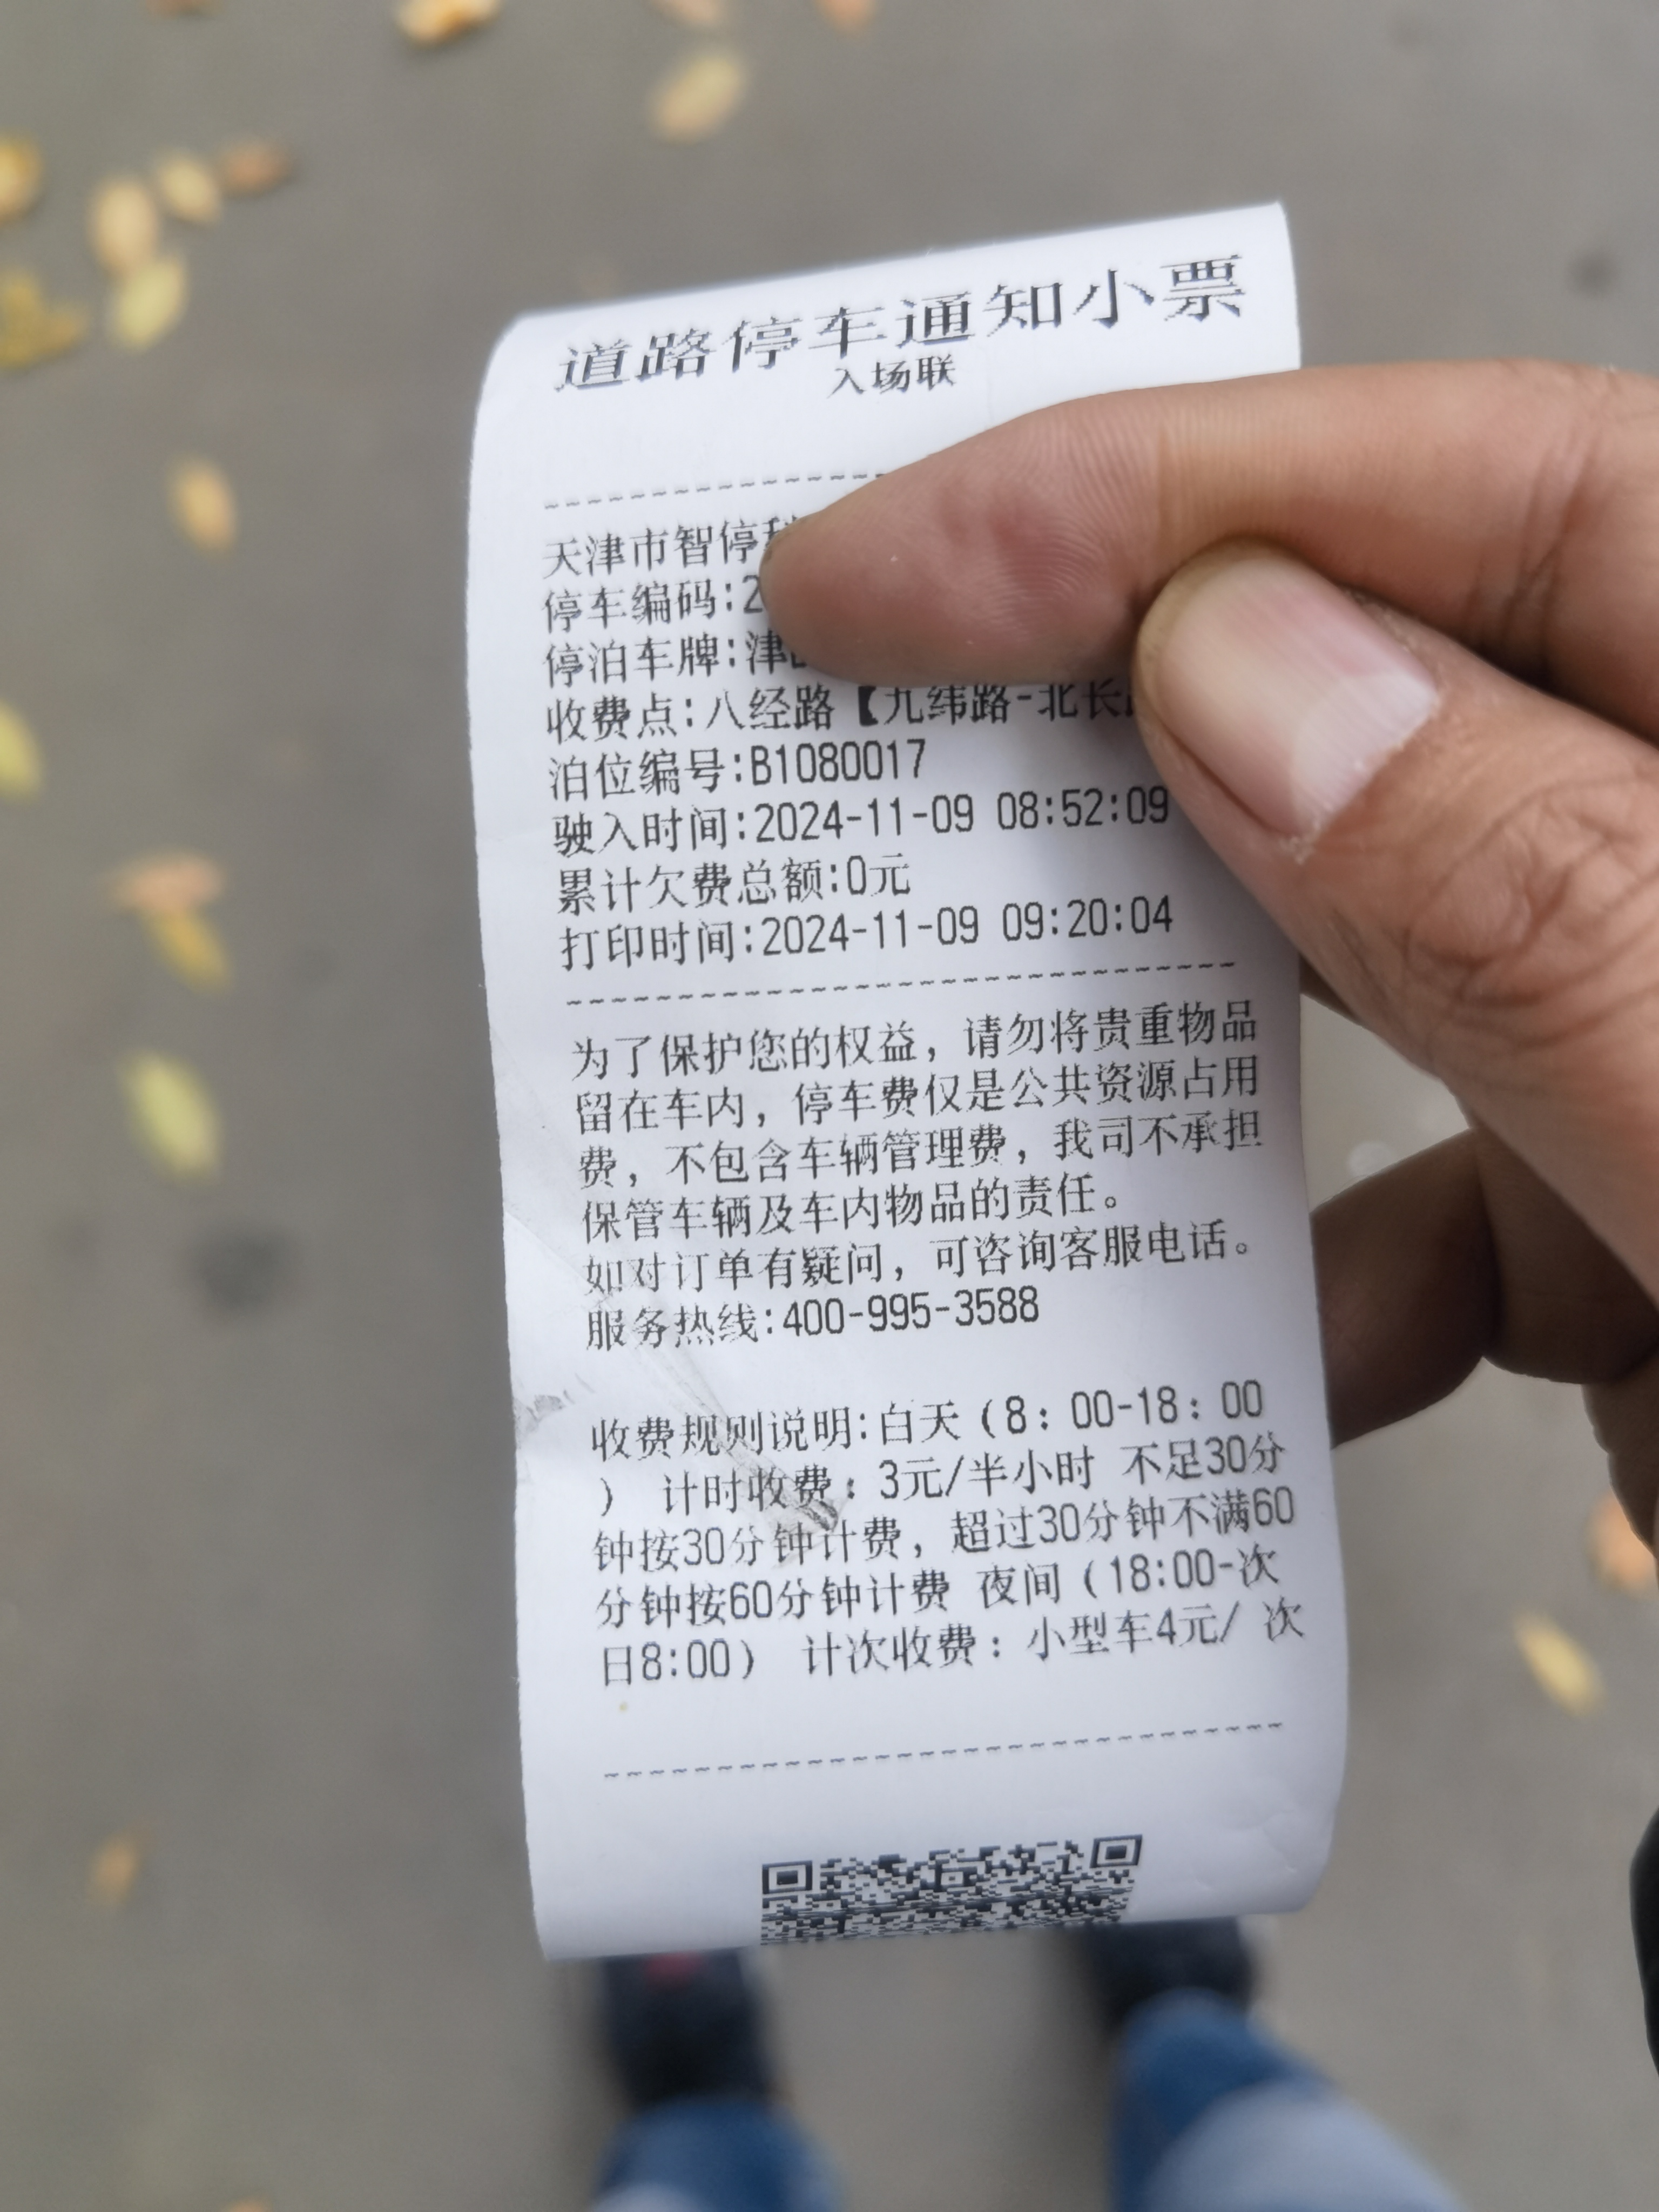 道路停车通知小票
入场联
天津市智停
停车编码:2
停泊车牌:津
收费点:八经路【九纬路-北长
泊位编号:B1080017
驶入时间:2024-11-09 08:52:09
累计欠费总额:0元
打印时间:2024-11-09 09:20:04
为了保护您的权益，请勿将贵重物品
留在车内，停车费仅是公共资源占用
费，不包含车辆管理费，我司不承担
保管车辆及车内物品的责任。
如对订单有疑问，可咨询客服电话。
服务热线:400-995-3588
收费规则说明:白天（8：00-18：00
） 计时收费：3元/半小时 不足30分
钟按30分钟计费，超过30分钟不满60
分钟按60分钟计费 夜间（18:00-次
日8:00） 计次收费：小型车4元/ 次